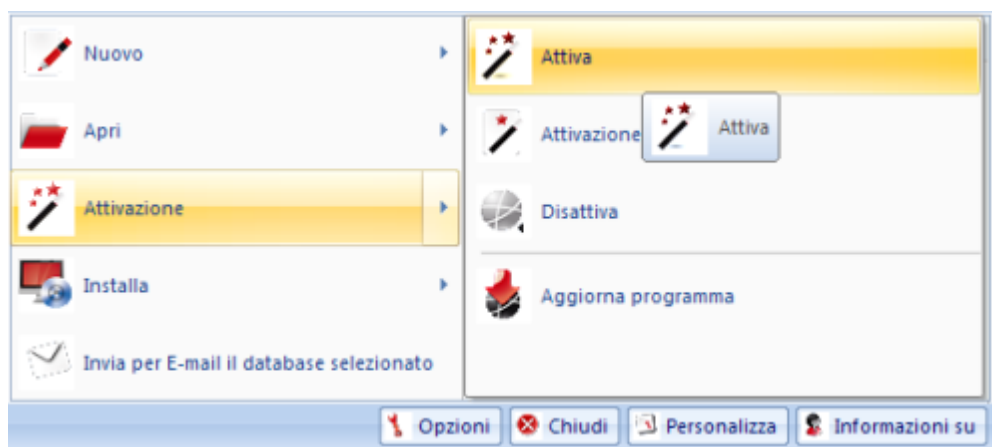 Nuovo
Apri
Attivazione
Installa
Invia per E-mail il database selezionato
Attiva
Attivazione
Attiva
Disattiva
Aggiorna programma
Opzioni
Chiudi
Personalizza
Informazioni su